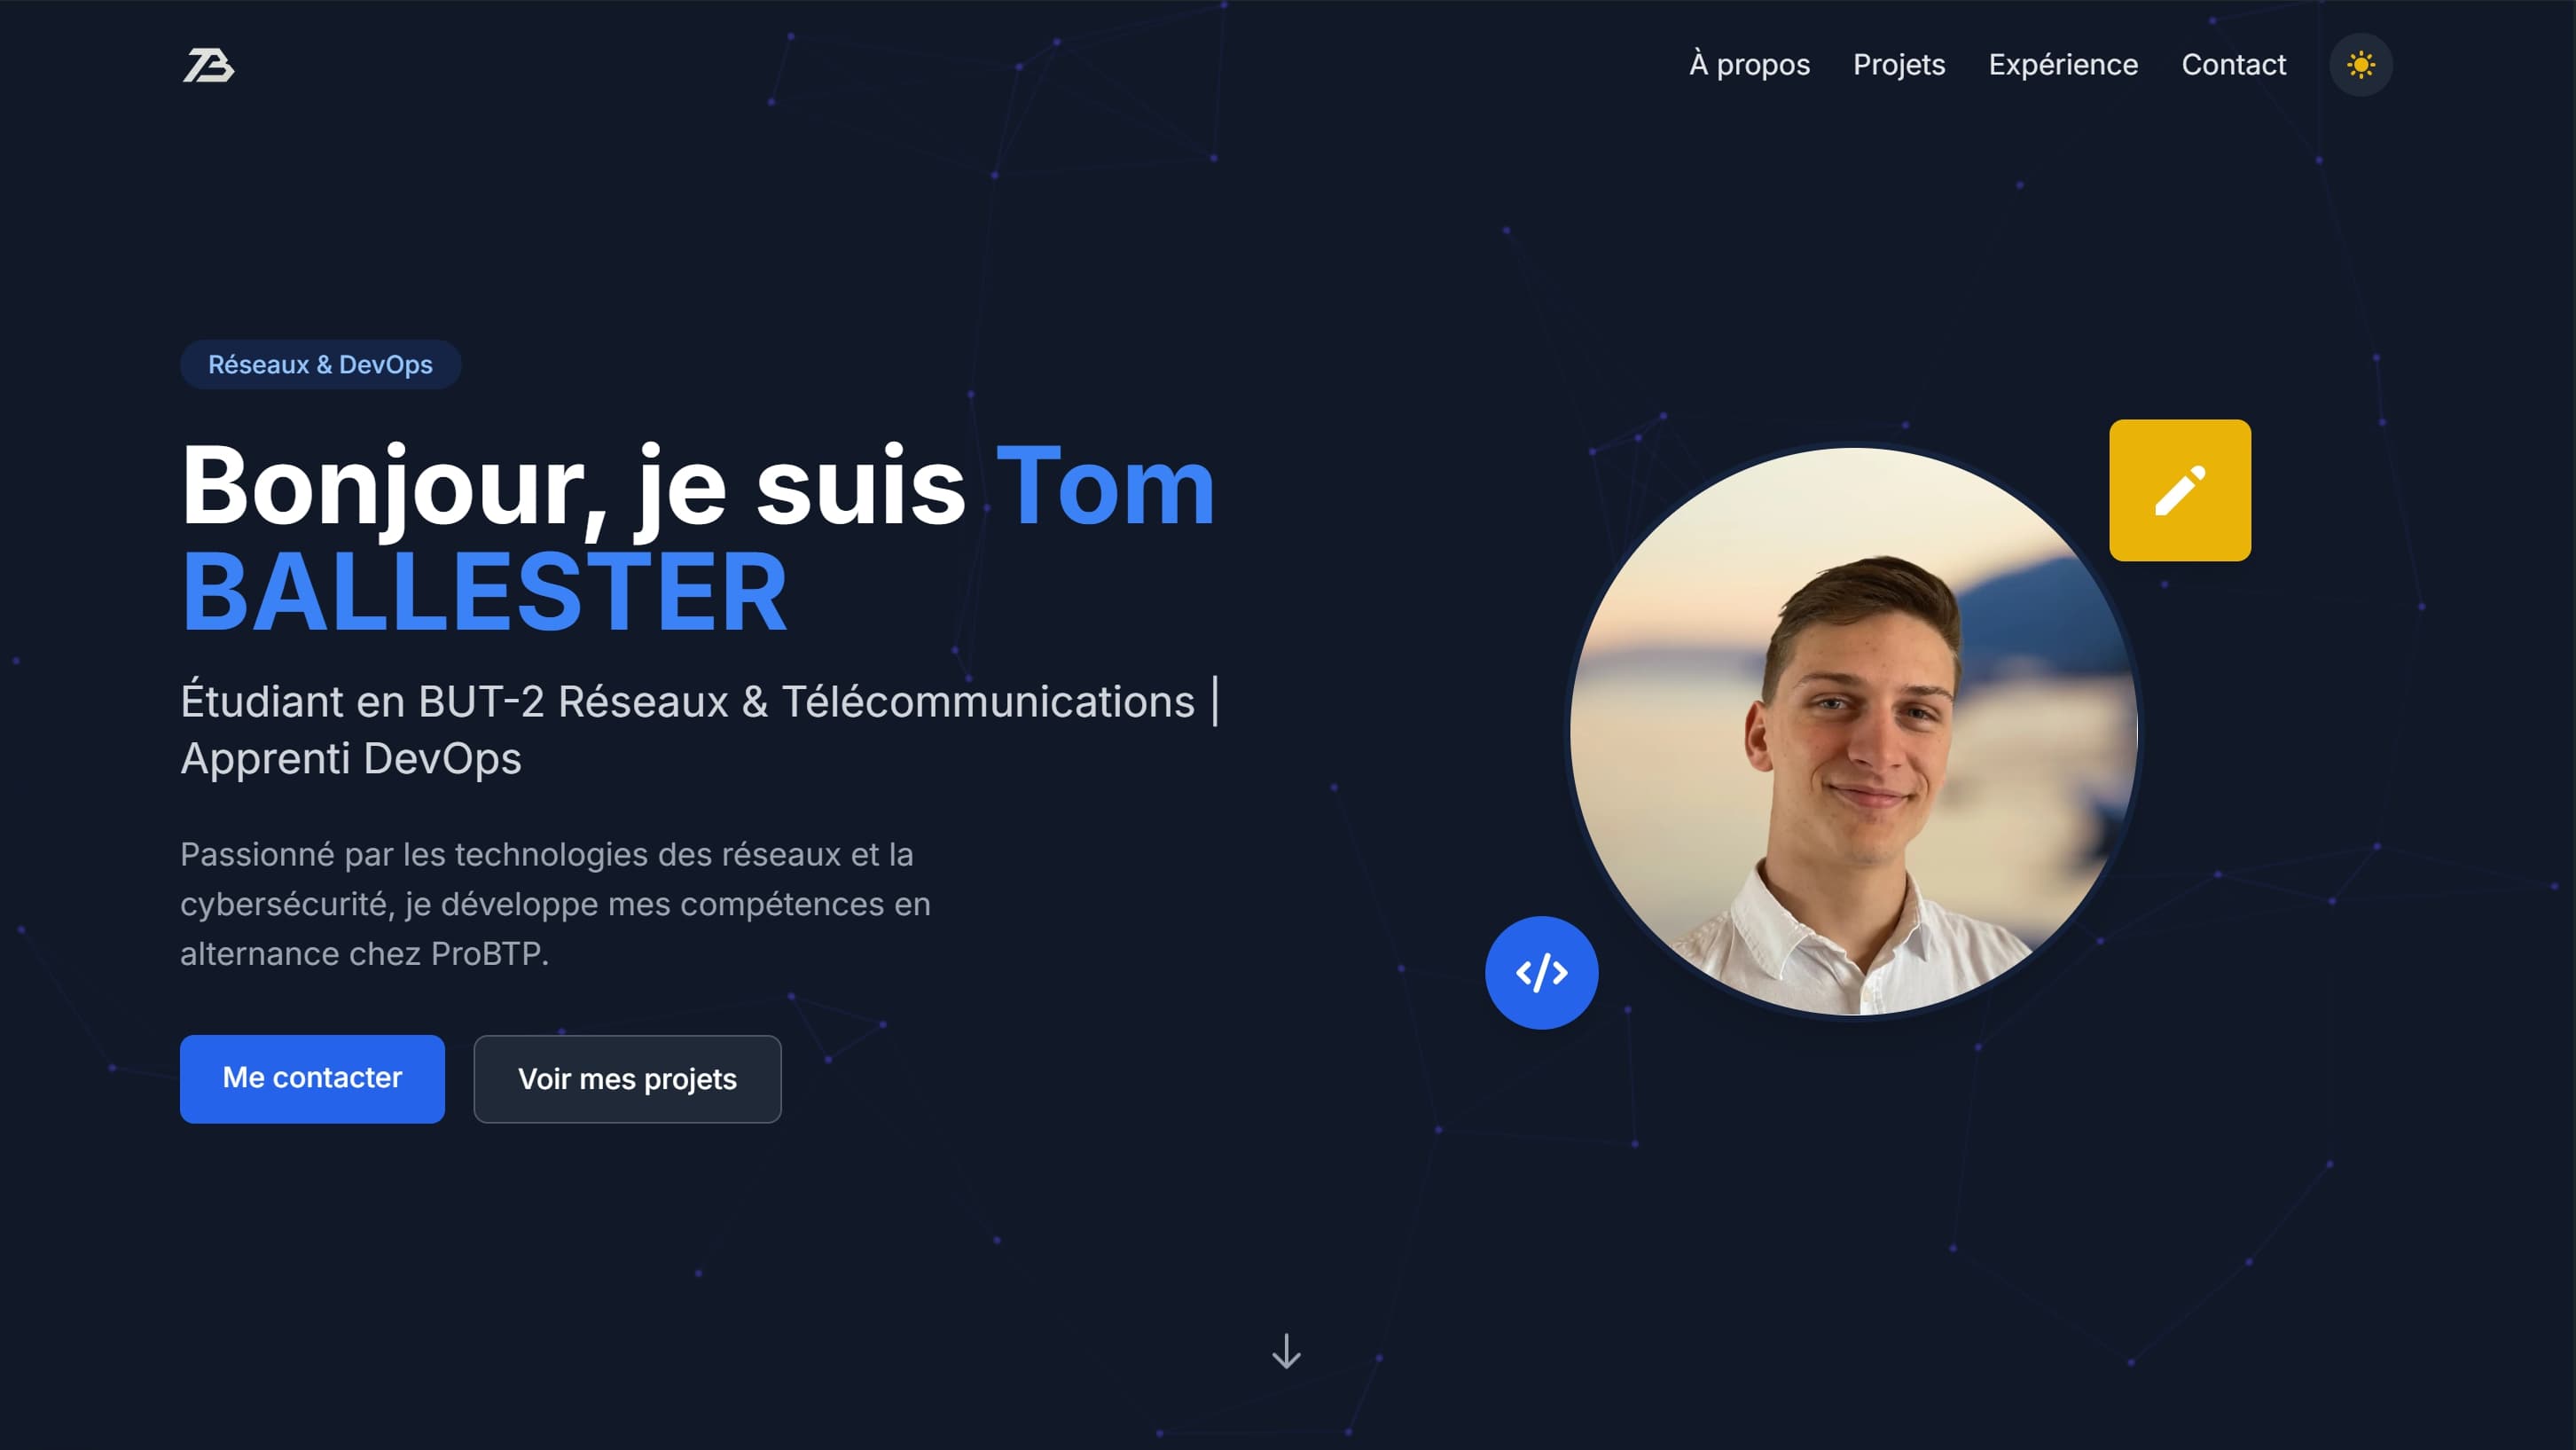 TB
À propos
Projets
Expérience
Contact
Réseaux & DevOps
Bonjour, je suis Tom
BALLESTER
Étudiant en BUT-2 Réseaux & Télécommunications |
Apprenti DevOps
Passionné par les technologies des réseaux et la
cybersécurité, je développe mes compétences en
alternance chez ProBTP.
</>
Me contacter
Voir mes projets